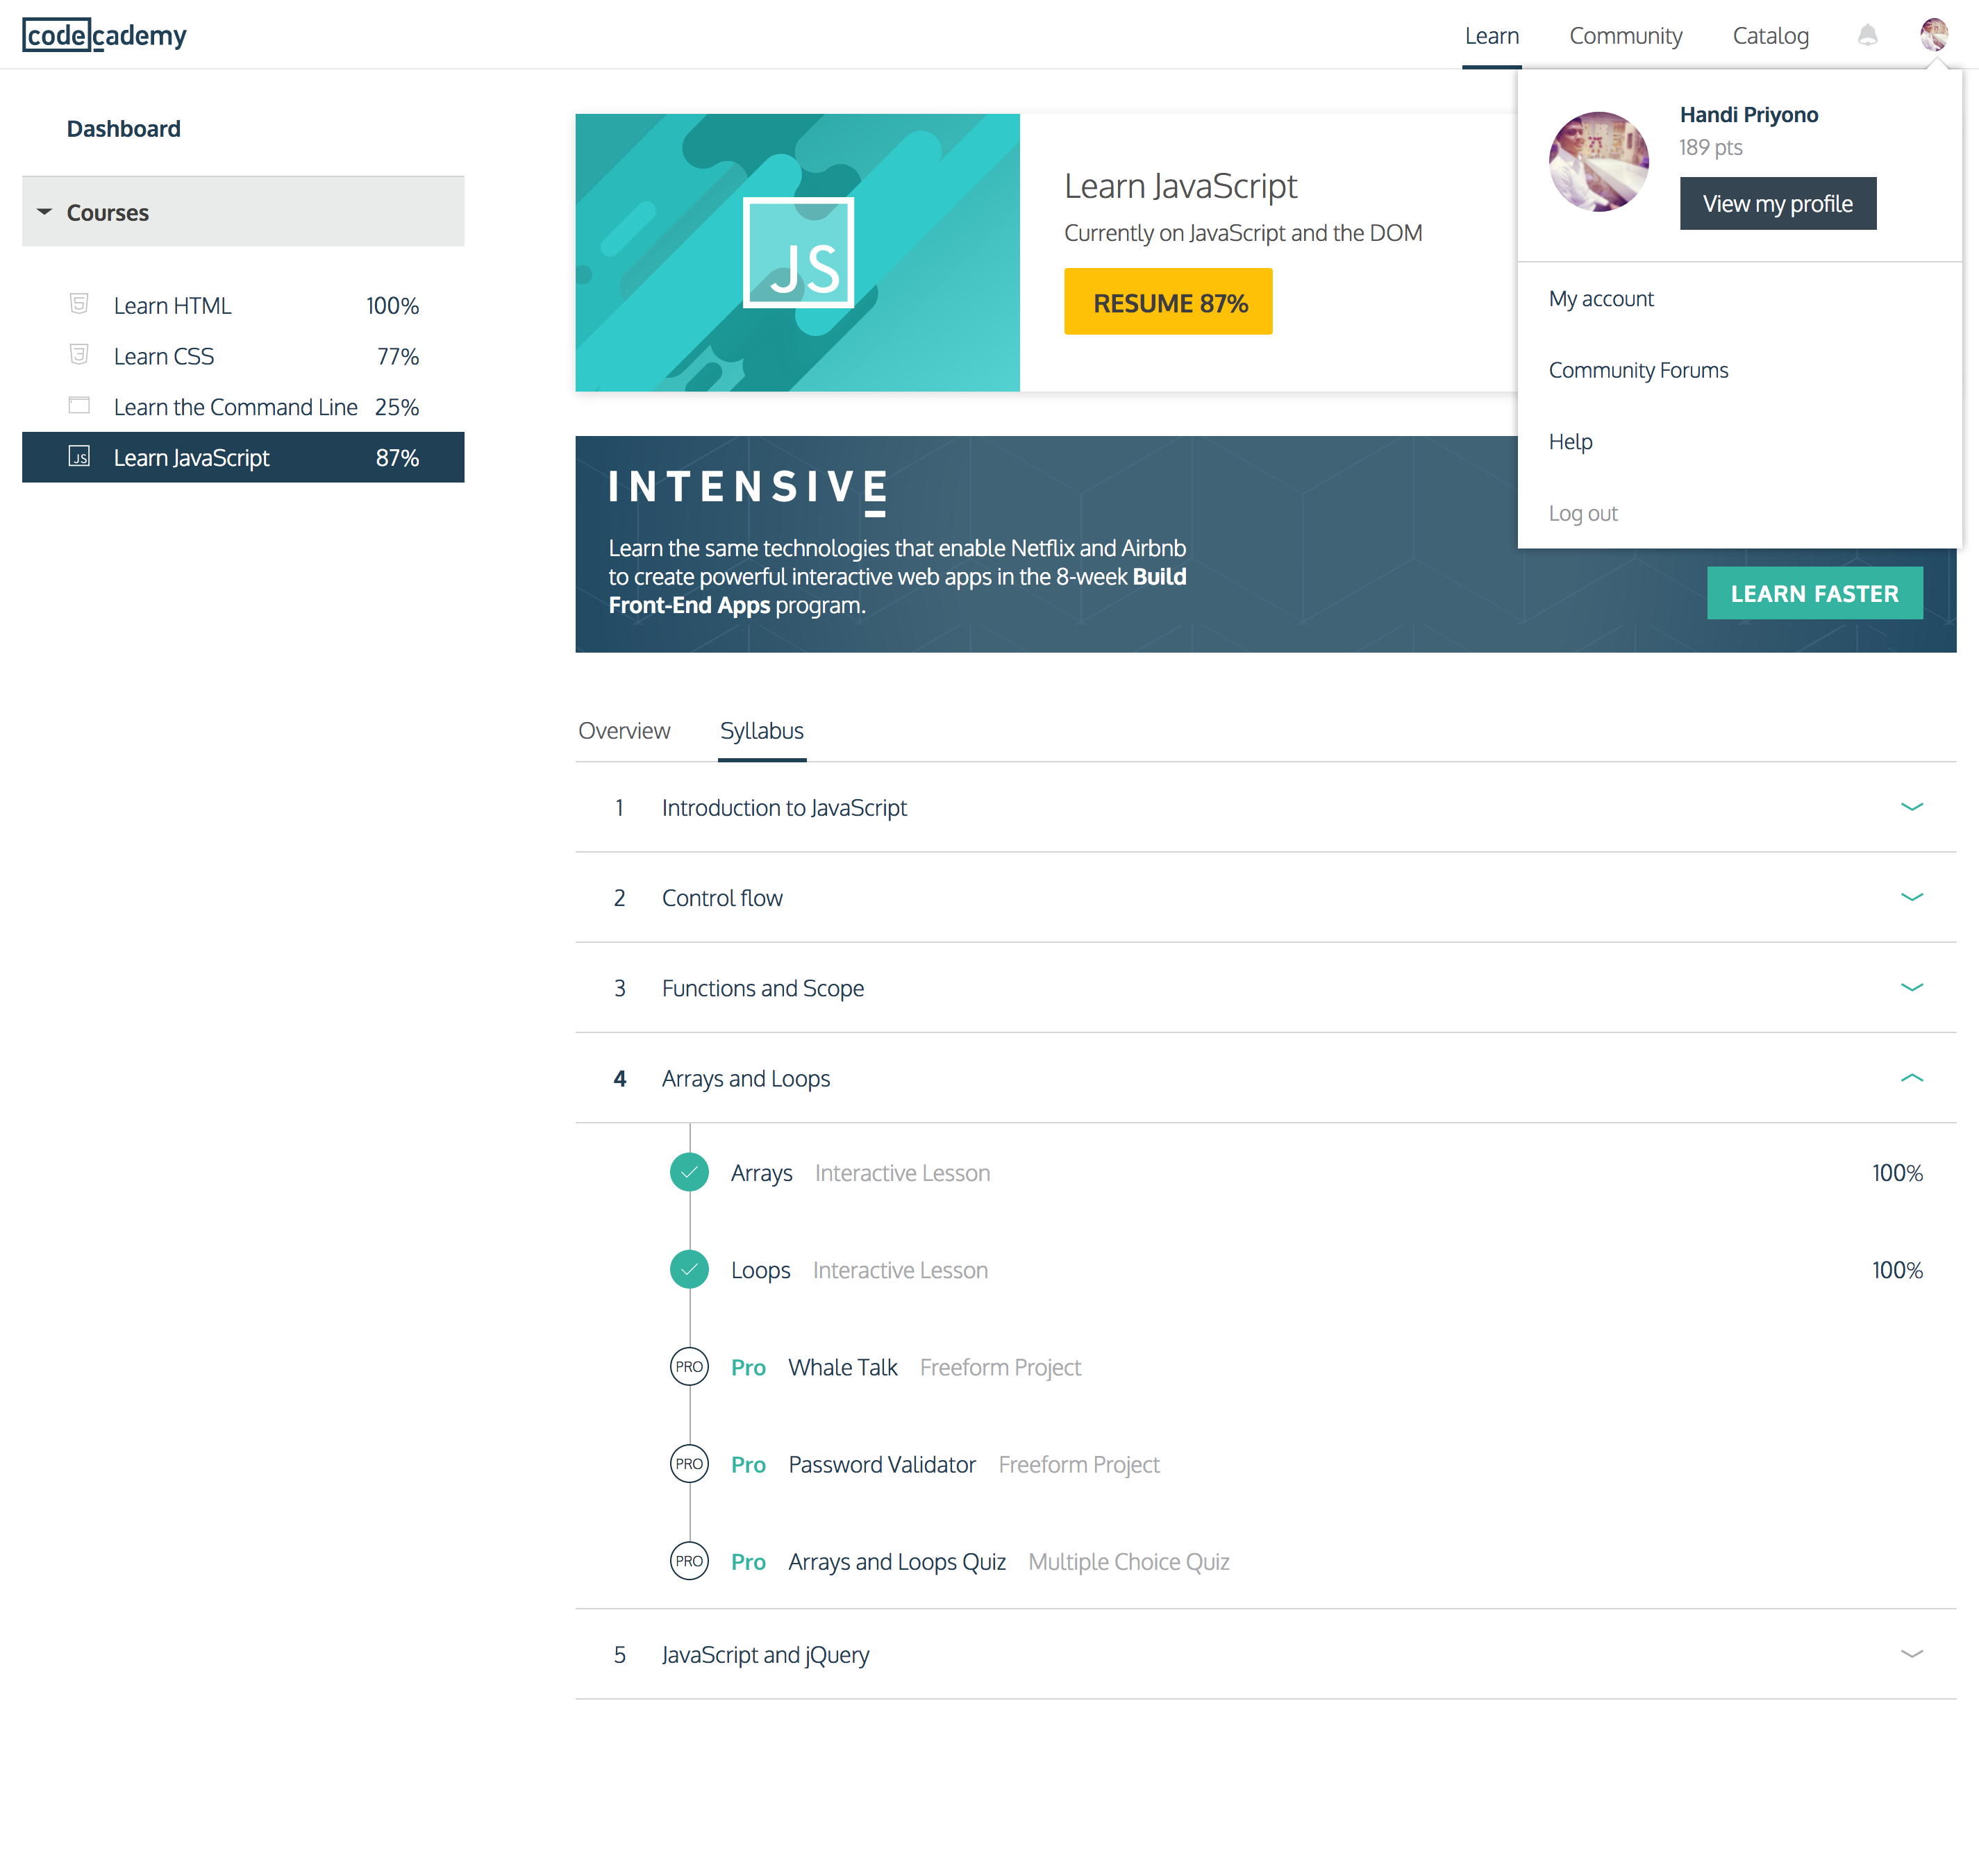 codecademy
Learn
Community
Catalog
Handi Priyono
189 pts
View my profile
My account
Community Forums
Help
Log out
Dashboard
Courses
Learn HTML 100%
Learn CSS 77%
Learn the Command Line 25%
JS Learn JavaScript 87%
JS
Learn JavaScript
Currently on JavaScript and the DOM
RESUME 87%
INTENSIVE
Learn the same technologies that enable Netflix and Airbnb
to create powerful interactive web apps in the 8-week Build
Front-End Apps program.
LEARN FASTER
Overview
Syllabus
1 Introduction to JavaScript
2 Control flow
3 Functions and Scope
4 Arrays and Loops
Arrays Interactive Lesson 100%
Loops Interactive Lesson 100%
PRO Pro Whale Talk Freeform Project
PRO Pro Password Validator Freeform Project
PRO Pro Arrays and Loops Quiz Multiple Choice Quiz
5 JavaScript and jQuery